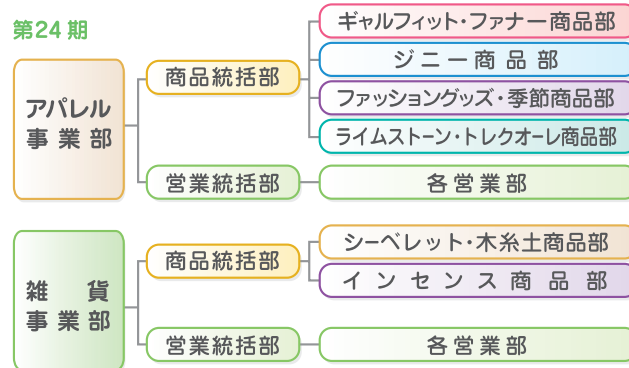 第24期
アパレル
事業部
商品統括部
ギャルフィット・ファナー商品部
ジニー商品部
ファッショングッズ・季節商品部
ライムストーン・トレクオーレ商品部
営業統括部
各営業部
雑貨
事業部
商品統括部
シーベレット・木糸土商品部
インセンス商品部
営業統括部
各営業部